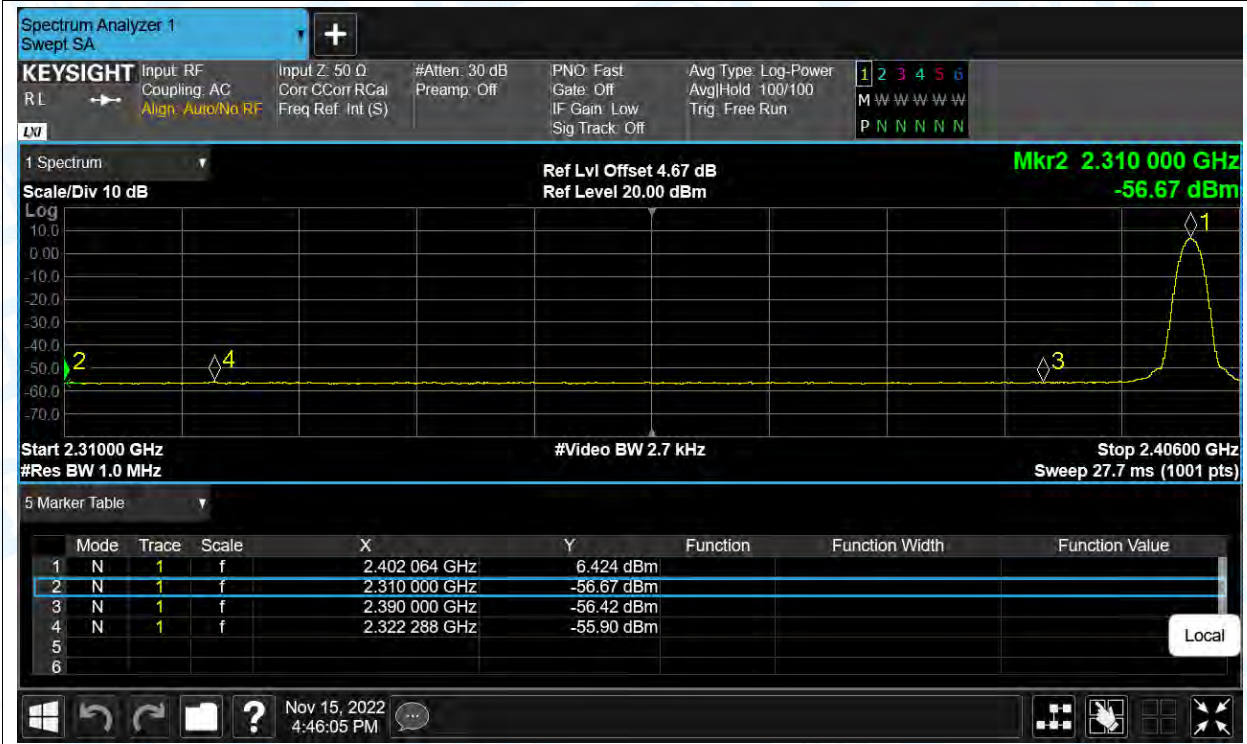 Spectrum Analyzer 1
Swept SA
KEYSIGHT Input: RF Input Z: 50 Ω #Atten: 30 dB PNO: Fast Avg Type: Log-Power 1 2 3 4 5 6
R L Coupling: AC Corr CCorr RCal Preamp: Off Gate: Off Avg|Hold: 100/100 M W W W W W
Align: Auto/No RF Freq Ref: Int (S) IF Gain: Low Trig: Free Run
LXI Sig Track: Off P N N N N N
1 Spectrum Ref Lvl Offset 4.67 dB Mkr2 2.310 000 GHz
Scale/Div 10 dB Ref Level 20.00 dBm -56.67 dBm
Log
10.0 1
0.00
-10.0
-20.0
-30.0
-40.0
-50.0 2 4 3
-60.0
-70.0
Start 2.31000 GHz #Video BW 2.7 kHz Stop 2.40600 GHz
#Res BW 1.0 MHz Sweep 27.7 ms (1001 pts)
5 Marker Table
Mode Trace Scale X Y Function Function Width Function Value
1 N 1 f 2.402 064 GHz 6.424 dBm
2 N 1 f 2.310 000 GHz -56.67 dBm
3 N 1 f 2.390 000 GHz -56.42 dBm
4 N 1 f 2.322 288 GHz -55.90 dBm
5
6
Local
? Nov 15, 2022
4:46:05 PM